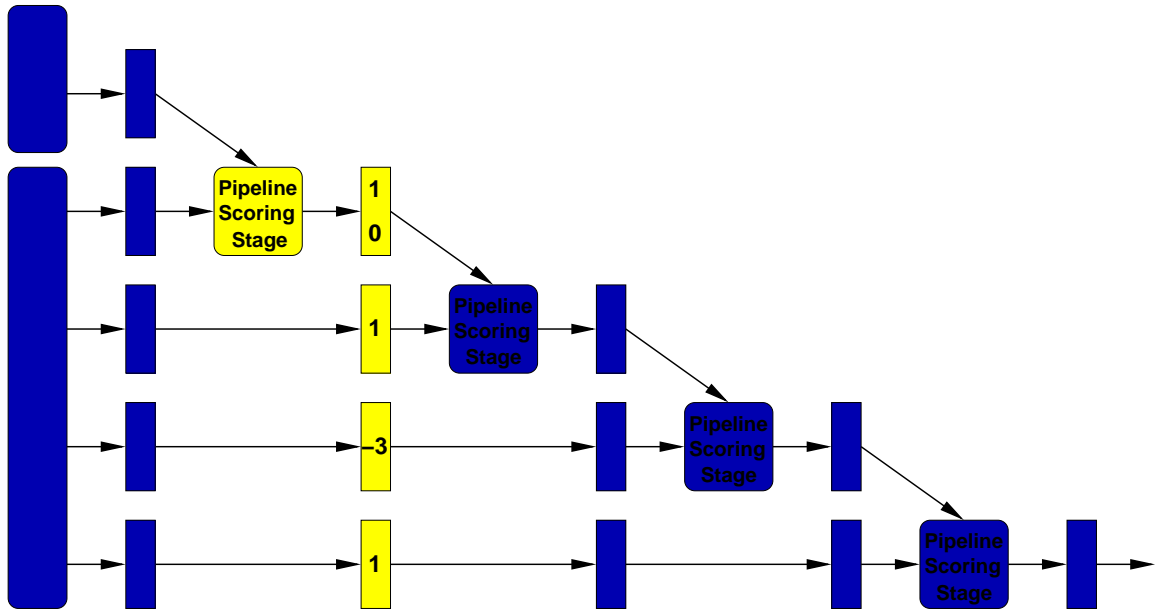 Pipeline
Scoring
Stage
1
0
Pipeline
Scoring
Stage
1
Pipeline
Scoring
Stage
−3
Pipeline
Scoring
Stage
1